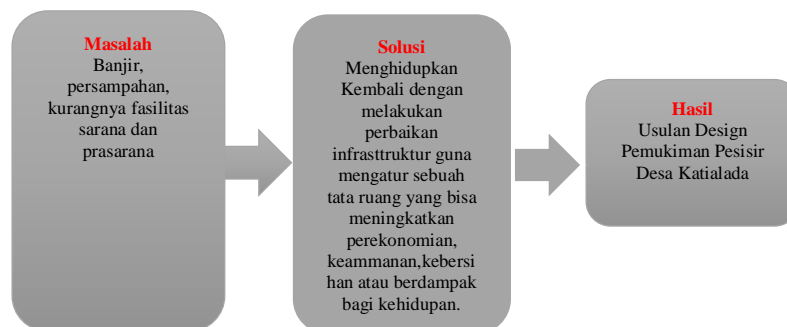 Masalah
Banjir,
persampahan,
kurangnya fasilitas
sarana dan
prasarana
Solusi
Menghidupkan
Kembali dengan
melakukan
perbaikan
infrasttruktur guna
mengatur sebuah
tata ruang yang bisa
meningkatkan
perekonomian,
keammanan,kebersi
han atau berdampak
bagi kehidupan.
Hasil
Usulan Design
Pemukiman Pesisir
Desa Katialada